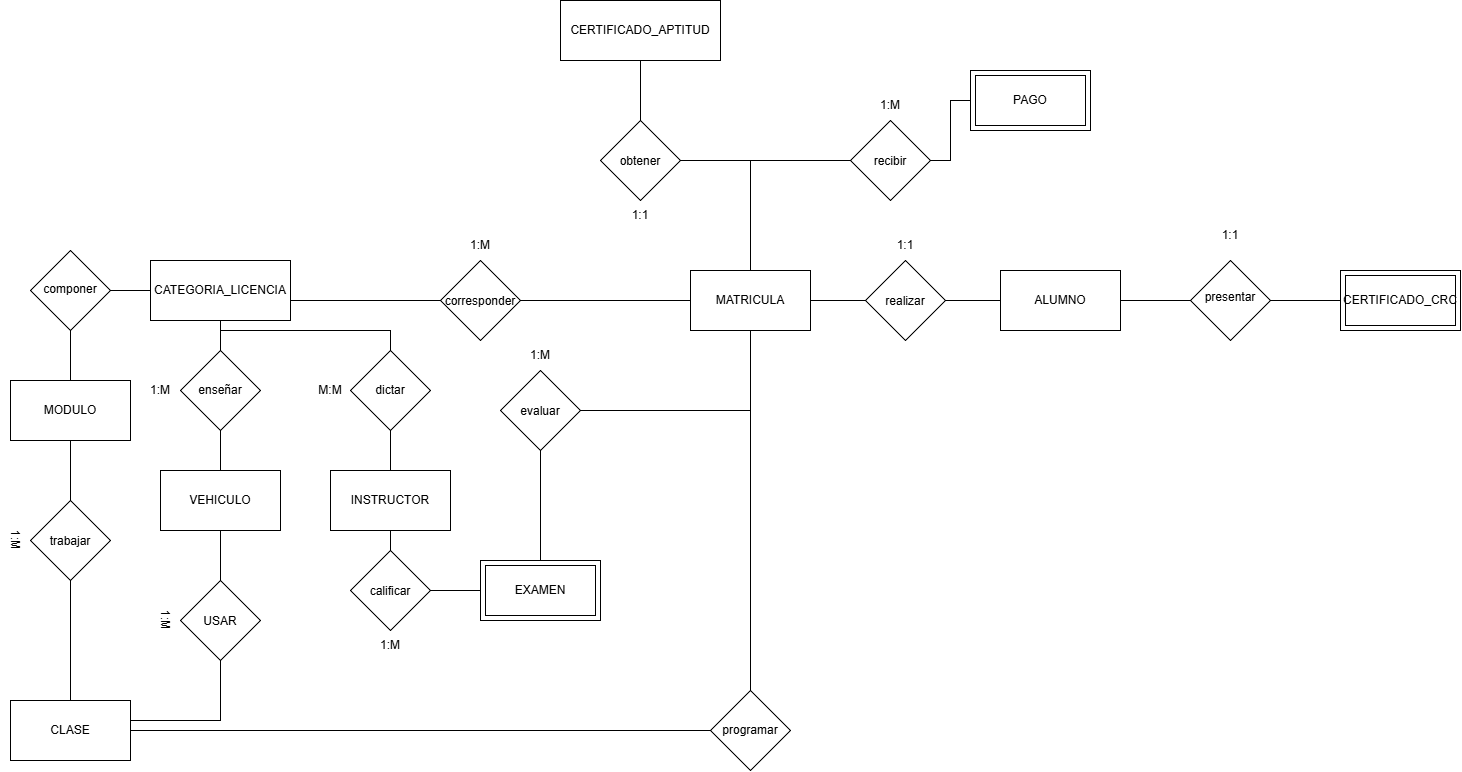 CERTIFICADO_APTITUD
PAGO
1:M
obtener
recibir
1:1
1:M
1:1
1:1
componer
CATEGORIA_LICENCIA
corresponder
MATRICULA
realizar
ALUMNO
presentar
CERTIFICADO_CRC
1:M
1:M
enseñar
M:M
dictar
evaluar
MODULO
VEHICULO
INSTRUCTOR
1:M
trabajar
calificar
EXAMEN
1:M
USAR
1:M
CLASE
programar